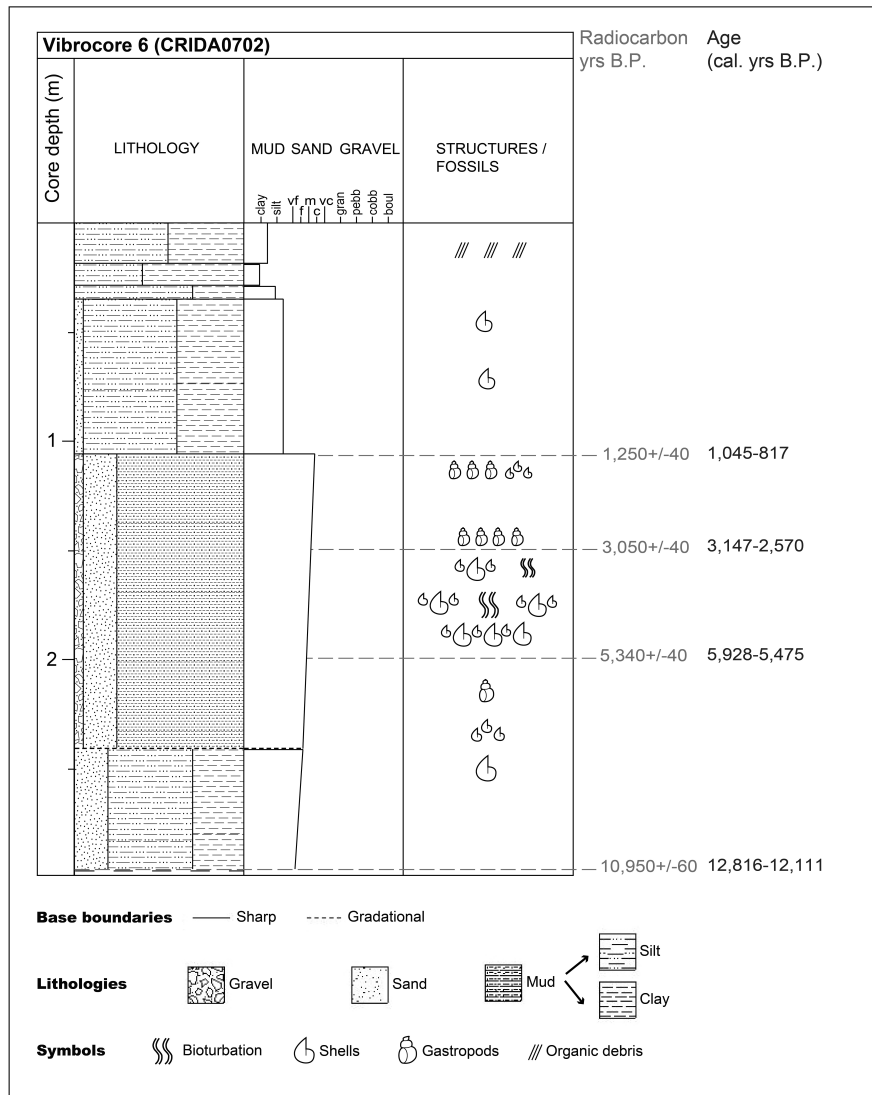 Vibrocore 6 (CRIDA0702)
Radiocarbon
yrs B.P.
Age
(cal. yrs B.P.)
Core depth (m)
LITHOLOGY
MUD SAND GRAVEL
STRUCTURES /
FOSSILS
clay
silt
vf
f
m
c
vc
gran
pebb
cobb
boul
1
1,250+/-40 1,045-817
3,050+/-40 3,147-2,570
2
5,340+/-40 5,928-5,475
10,950+/-60 12,816-12,111
Base boundaries Sharp Gradational
Lithologies Gravel Sand Mud Silt
Clay
Symbols Bioturbation Shells Gastropods Organic debris